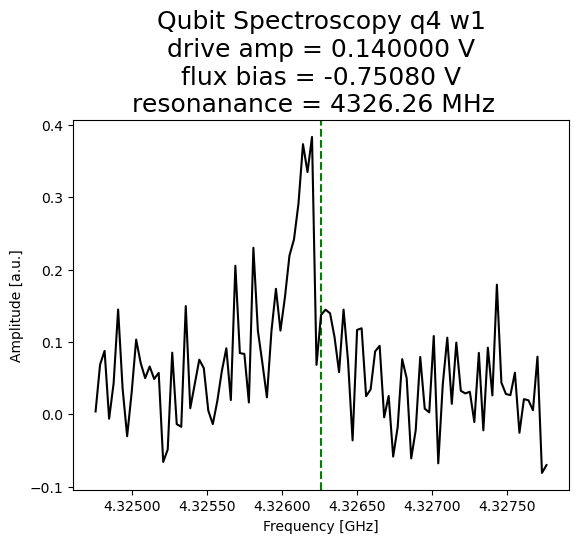 Qubit Spectroscopy q4 w1
drive amp = 0.140000 V
flux bias = -0.75080 V
resonanance = 4326.26 MHz
0.4
0.3
0.2
0.1
0.0
−0.1
Amplitude [a.u.]
4.32500 4.32550 4.32600 4.32650 4.32700 4.32750
Frequency [GHz]